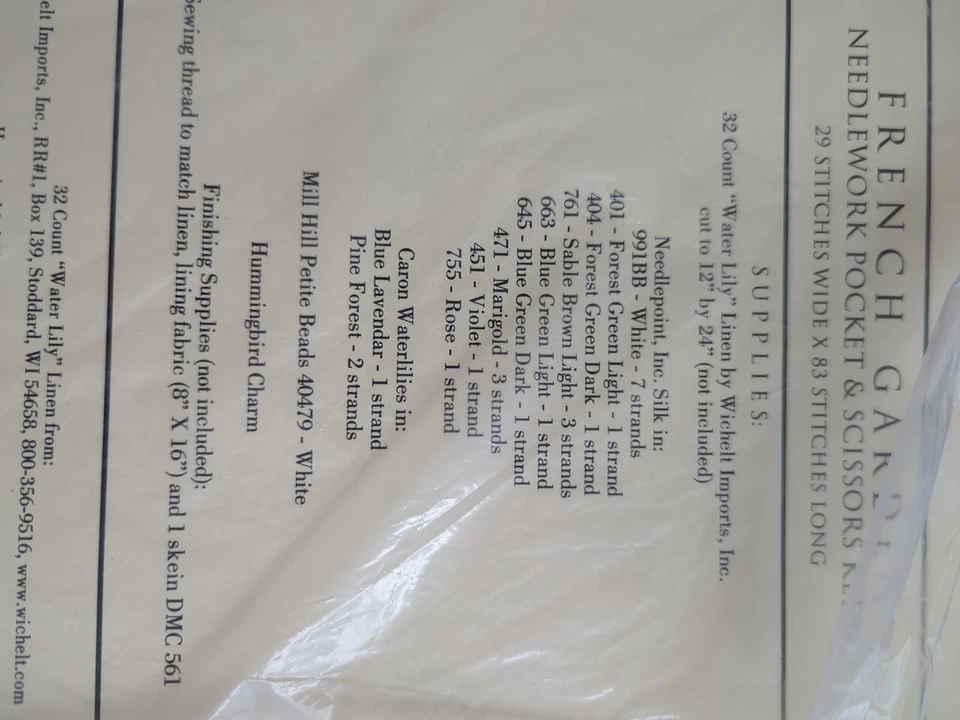 FRENCH GARD
NEEDLEWORK POCKET & SCISSORS
29 STITCHES WIDE X 83 STITCHES LONG
SUPPLIES:
32 Count “Water Lily” Linen by Wichelt Imports, Inc.
cut to 12” by 24” (not included)
Needlepoint, Inc. Silk in:
991BB - White - 7 strands
401 - Forest Green Light - 1 strand
404 - Forest Green Dark - 1 strand
761 - Sable Brown Light - 3 strands
663 - Blue Green Light - 1 strand
645 - Blue Green Dark - 1 strand
471 - Marigold - 3 strands
451 - Violet - 1 strand
755 - Rose - 1 strand
Caron Waterlilies in:
Blue Lavendar - 1 strand
Pine Forest - 2 strands
Mill Hill Petite Beads 40479 - White
Hummingbird Charm
Finishing Supplies (not included):
Sewing thread to match linen, lining fabric (8” X 16”) and 1 skein DMC 561
32 Count “Water Lily” Linen from:
elt Imports, Inc., RR#1, Box 139, Stoddard, WI 54658, 800-356-9516, www.wichelt.com